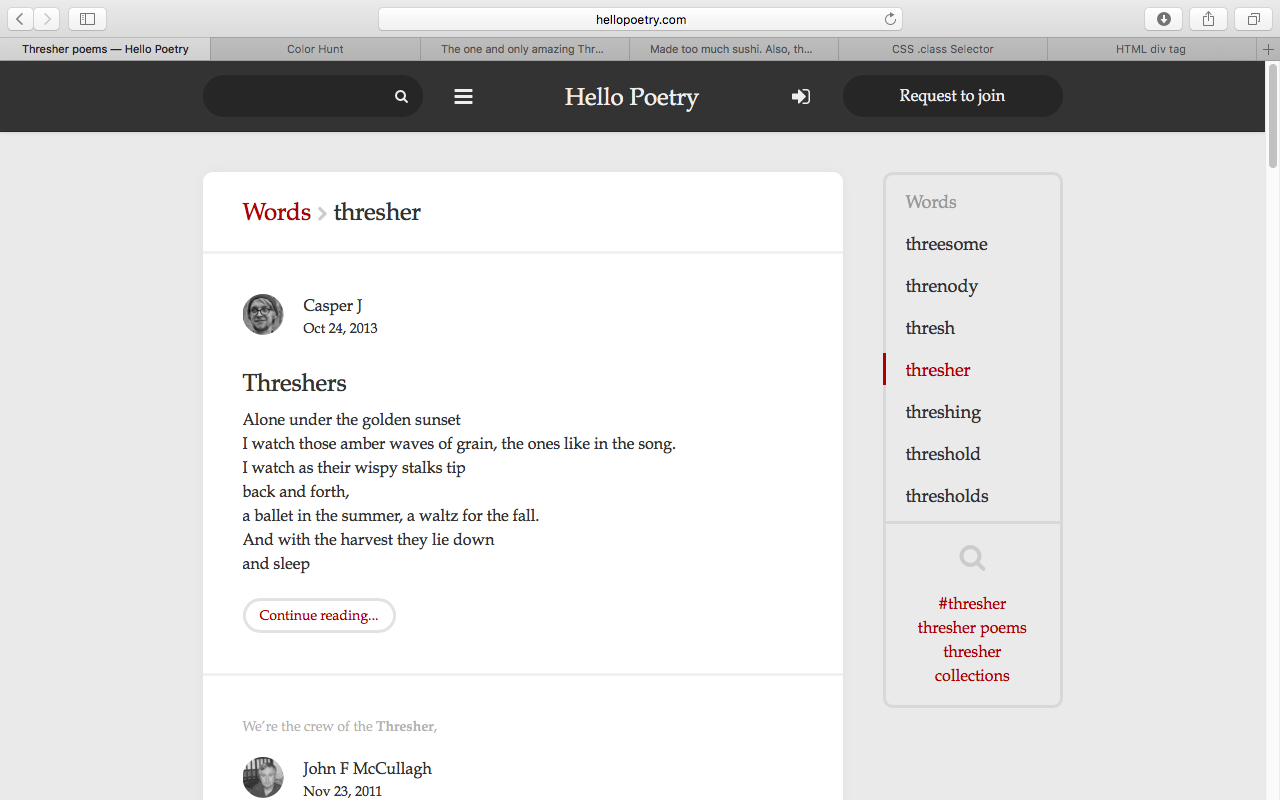 hellopoetry.com
Thresher poems — Hello Poetry
Color Hunt
The one and only amazing Thr...
Made too much sushi. Also, th...
CSS .class Selector
HTML div tag
Hello Poetry
Request to join
Words > thresher
Casper J
Oct 24, 2013
Threshers
Alone under the golden sunset
I watch those amber waves of grain, the ones like in the song.
I watch as their wispy stalks tip
back and forth,
a ballet in the summer, a waltz for the fall.
And with the harvest they lie down
and sleep
Continue reading...
We're the crew of the Thresher,
John F McCullagh
Nov 23, 2011
Words
threesome
threnody
thresh
thresher
threshing
threshold
thresholds
#thresher
thresher poems
thresher
collections